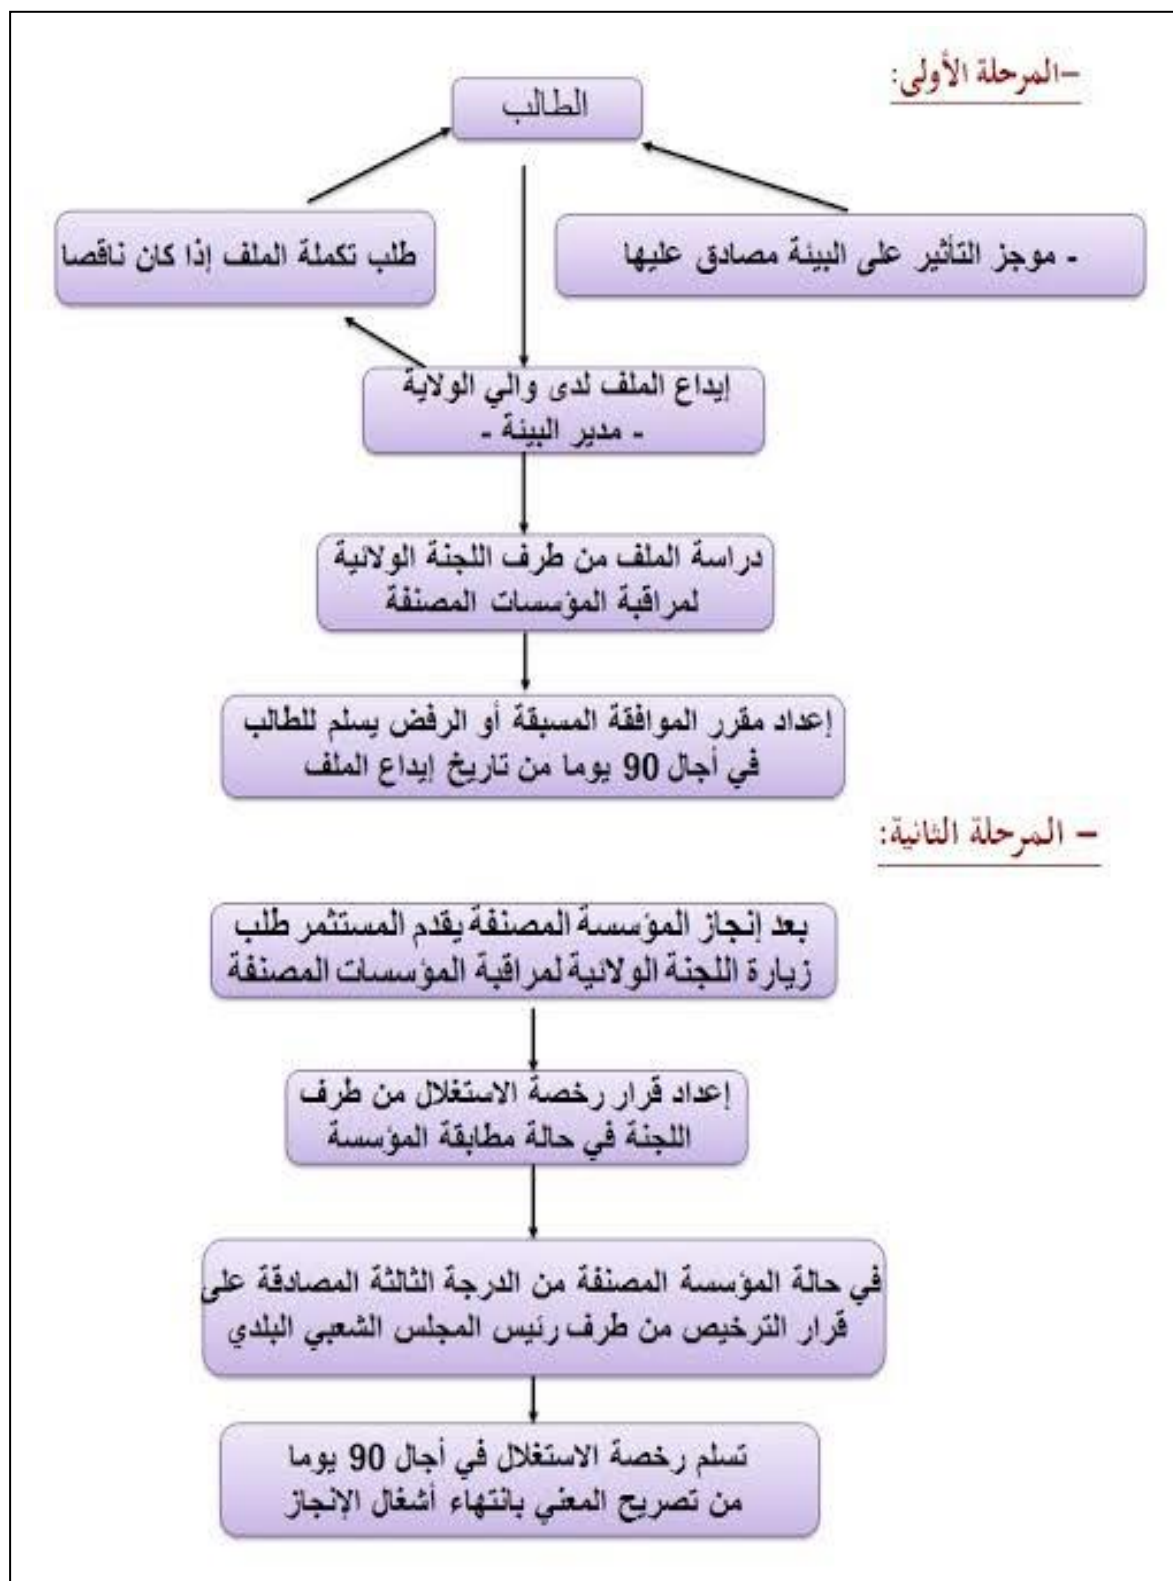 -المرحلة الأولى:
الطالب
- موجز التأثير على البيئة مصادق عليها
طلب تكملة الملف إذا كان ناقصا
إيداع الملف لدى والي الولاية
- مدير البيئة -
دراسة الملف من طرف اللجنة الولائية
لمراقبة المؤسسات المصنفة
إعداد مقرر الموافقة المسبقة أو الرفض يسلم للطالب
في أجال 90 يوما من تاريخ إيداع الملف
- المرحلة الثانية:
بعد إنجاز المؤسسة المصنفة يقدم المستثمر طلب
زيارة اللجنة الولائية لمراقبة المؤسسات المصنفة
إعداد قرار رخصة الاستغلال من طرف
اللجنة في حالة مطابقة المؤسسة
في حالة المؤسسة المصنفة من الدرجة الثالثة المصادقة على
قرار الترخيص من طرف رئيس المجلس الشعبي البلدي
تسلم رخصة الاستغلال في أجال 90 يوما
من تصريح المعني بانتهاء أشغال الإنجاز